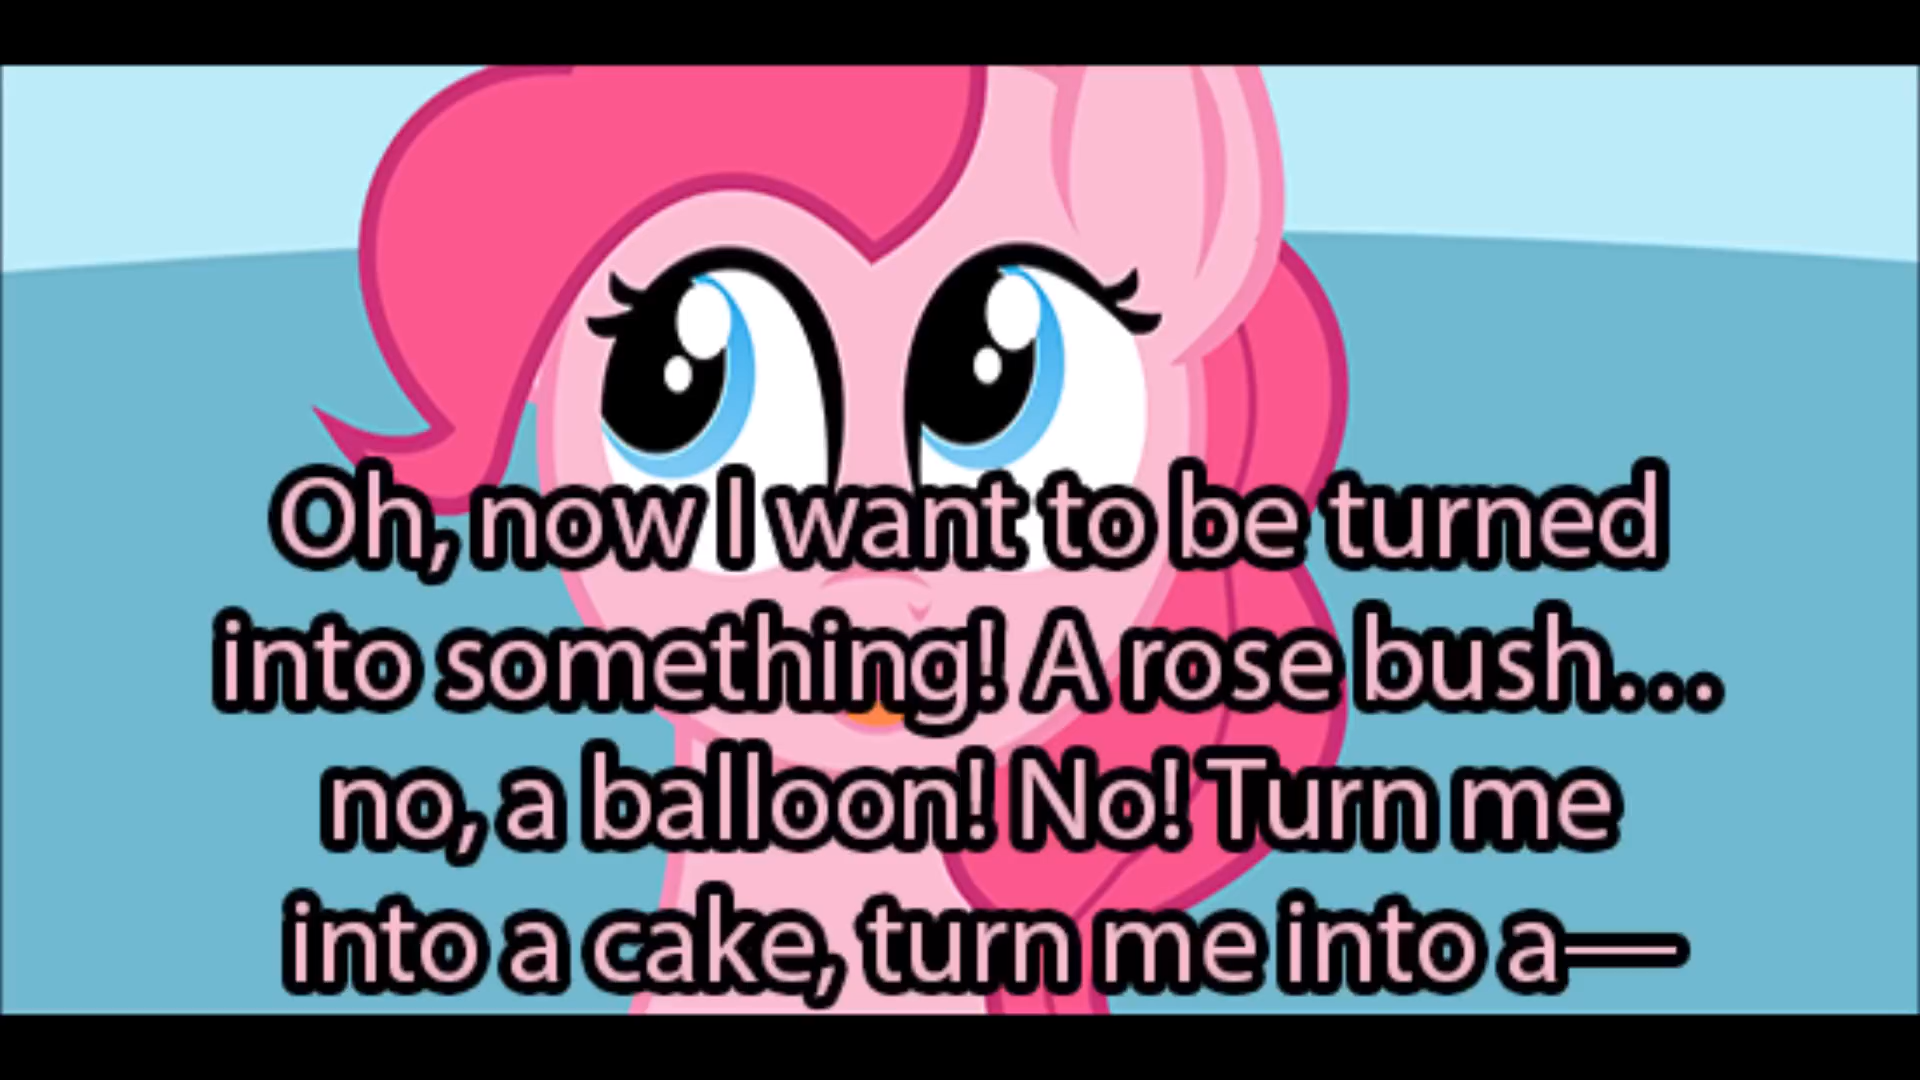 Oh, now I want to be turned
into something! A rose bush...
no, a balloon! No! Turn me
into a cake, turn me into a—